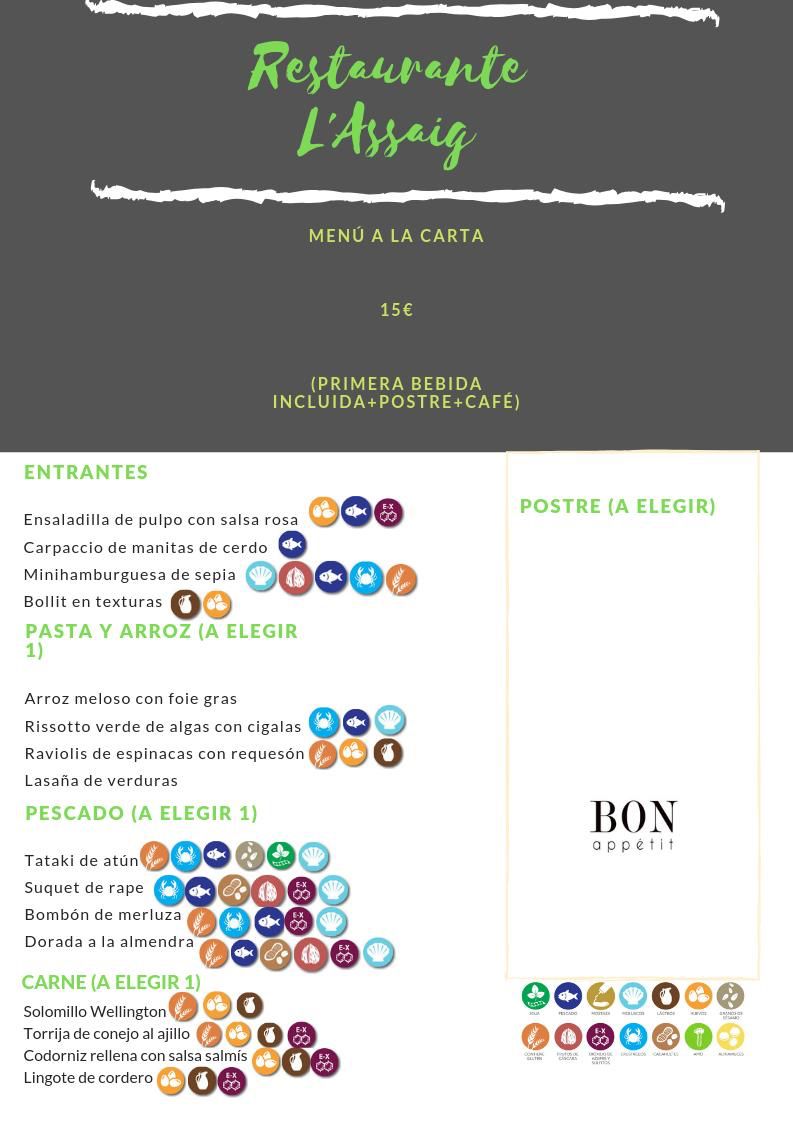 Restaurante
L'Assaig
MENÚ A LA CARTA
15€
(PRIMERA BEBIDA
INCLUIDA+POSTRE+CAFÉ)
ENTRANTES
Ensaladilla de pulpo con salsa rosa
E-X
Carpaccio de manitas de cerdo
Minihamburguesa de sepia
Bollit en texturas
PASTA Y ARROZ (A ELEGIR
1)
Arroz meloso con foie gras
Rissotto verde de algas con cigalas
Raviolis de espinacas con requesón
Lasaña de verduras
PESCADO (A ELEGIR 1)
Tataki de atún
Suquet de rape
E-X
Bombón de merluza
E-X
Dorada a la almendra
E-X
CARNE (A ELEGIR 1)
Solomillo Wellington
Torrija de conejo al ajillo
E-X
Codorniz rellena con salsa salmís
E-X
Lingote de cordero
E-X
POSTRE (A ELEGIR)
BON
appétit
SOJA
PESCADO
MOSTAZA
MOLUSCOS
LÁCTEOS
HUEVOS
GRANOS DE
SÉSAMO
CONTIENE
GLUTEN
FRUTOS DE
CÁSCARA
E-X
DIÓXIDO DE
AZUFRE Y
SULFITOS
CRUSTÁCEOS
CACAHUETES
APIO
ALTRAMUCES